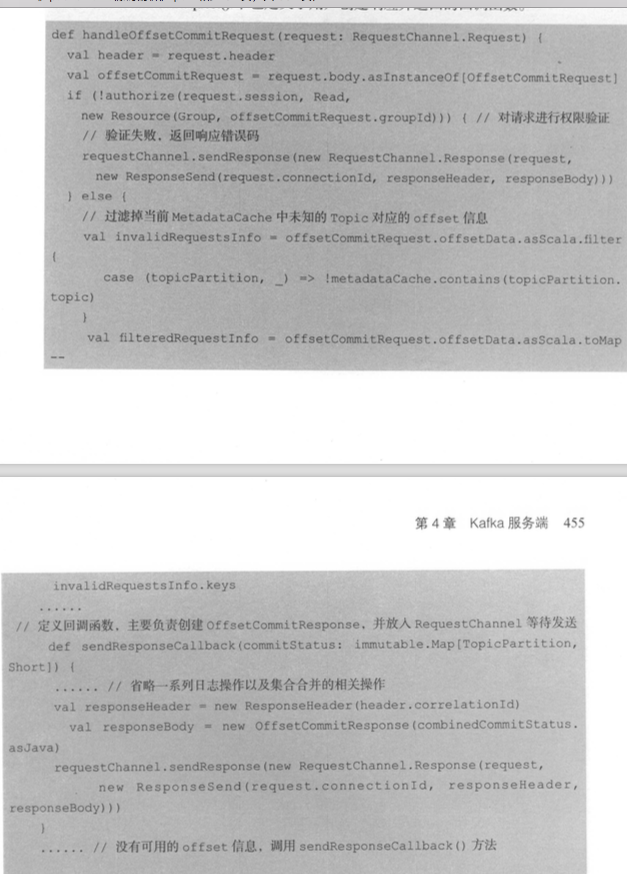 def handleOffsetCommitRequest(request: RequestChannel.Request) {
val header = request.header
val offsetCommitRequest = request.body.asInstanceOf[OffsetCommitRequest]
if (!authorize(request.session, Read,
new Resource(Group, offsetCommitRequest.groupId))) { // 对请求进行权限验证
// 验证失败，返回响应错误码
requestChannel.sendResponse(new RequestChannel.Response(request,
new ResponseSend(request.connectionId, responseHeader, responseBody)))
} else {
// 过滤掉当前 MetadataCache 中未知的 Topic 对应的 offset 信息
val invalidRequestsInfo = offsetCommitRequest.offsetData.asScala.filter
{
case (topicPartition, _) => !metadataCache.contains(topicPartition.
topic)
}
val filteredRequestInfo = offsetCommitRequest.offsetData.asScala.toMap
--
第 4 章 Kafka 服务端 455
invalidRequestsInfo.keys
......
// 定义回调函数，主要负责创建 OffsetCommitResponse，并放入 RequestChannel 等待发送
def sendResponseCallback(commitStatus: immutable.Map[TopicPartition,
Short]) {
...... // 省略一系列日志操作以及集合合并的相关操作
val responseHeader = new ResponseHeader(header.correlationId)
val responseBody = new OffsetCommitResponse(combinedCommitStatus.
asJava)
requestChannel.sendResponse(new RequestChannel.Response(request,
new ResponseSend(request.connectionId, responseHeader,
responseBody)))
}
...... // 没有可用的 offset 信息，调用 sendResponseCallback() 方法